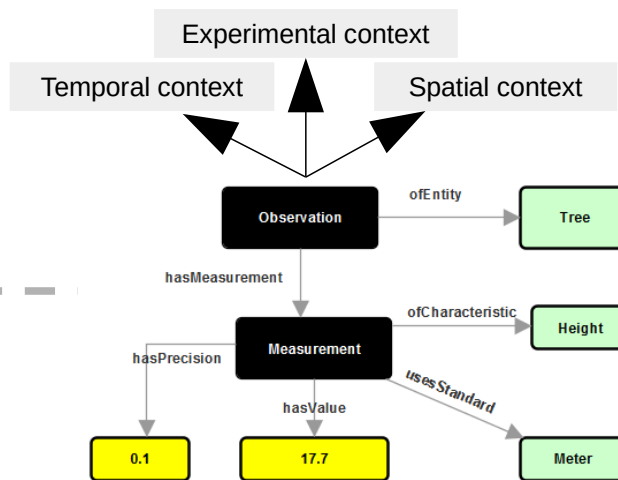 Experimental context
Temporal context
Spatial context
ofEntity
Observation
Tree
hasMeasurement
ofCharacteristic
Height
Measurement
hasPrecision
usesStandard
hasValue
0.1
17.7
Meter